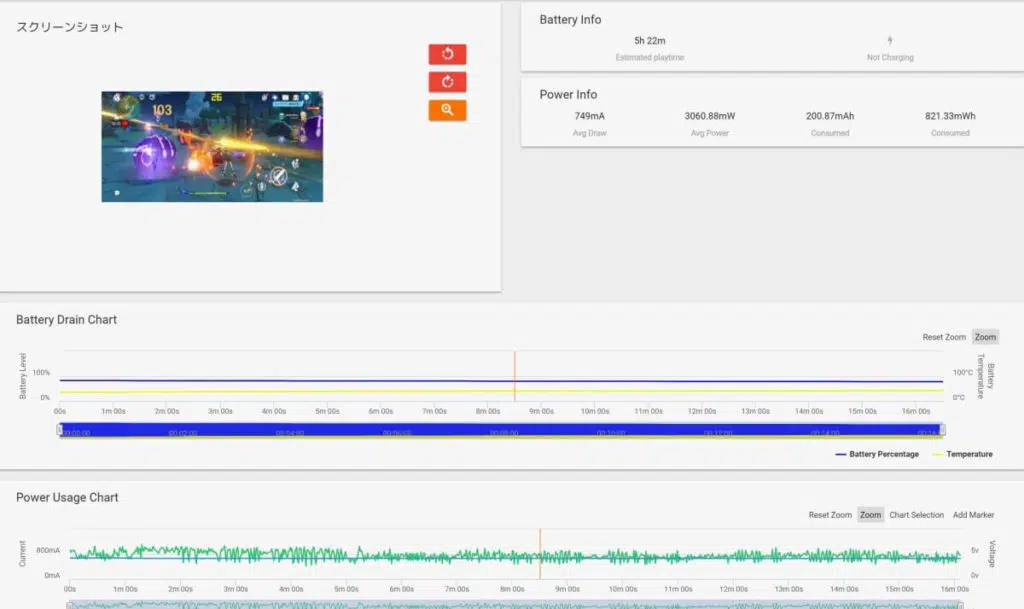 スクリーンショット
103
26
Battery Info
5h 22m
Estimated playtime
Not Charging
Power Info
749mA
Avg Draw
3060.88mW
Avg Power
200.87mAh
Consumed
821.33mWh
Consumed
Battery Drain Chart
Reset Zoom Zoom
Battery Level
100%
0%
100°C
0°C
Battery Temperature
00s 1m 00s 2m 00s 3m 00s 4m 00s 5m 00s 6m 00s 7m 00s 8m 00s 9m 00s 10m 00s 11m 00s 12m 00s 13m 00s 14m 00s 15m 00s 16m 00s
00:02:00 00:04:00 00:06:00 00:08:00 00:10:00 00:12:00 00:14:00
Battery Percentage Temperature
Power Usage Chart
Reset Zoom Zoom Chart Selection Add Marker
Current
800mA
0mA
5v
0v
Voltage
00s 1m 00s 2m 00s 3m 00s 4m 00s 5m 00s 6m 00s 7m 00s 8m 00s 9m 00s 10m 00s 11m 00s 12m 00s 13m 00s 14m 00s 15m 00s 16m 00s